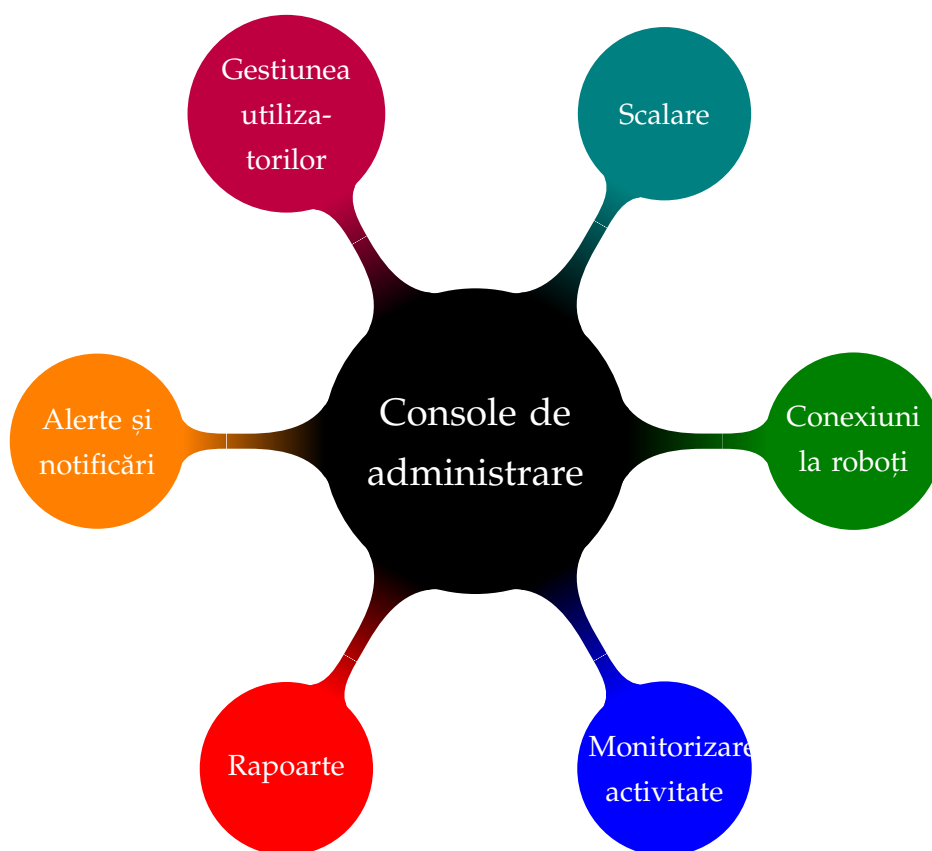 Gestiunea
utiliza-
torilor
Scalare
Alerte și
notificări
Console de
administrare
Conexiuni
la roboți
Rapoarte
Monitorizare
activitate